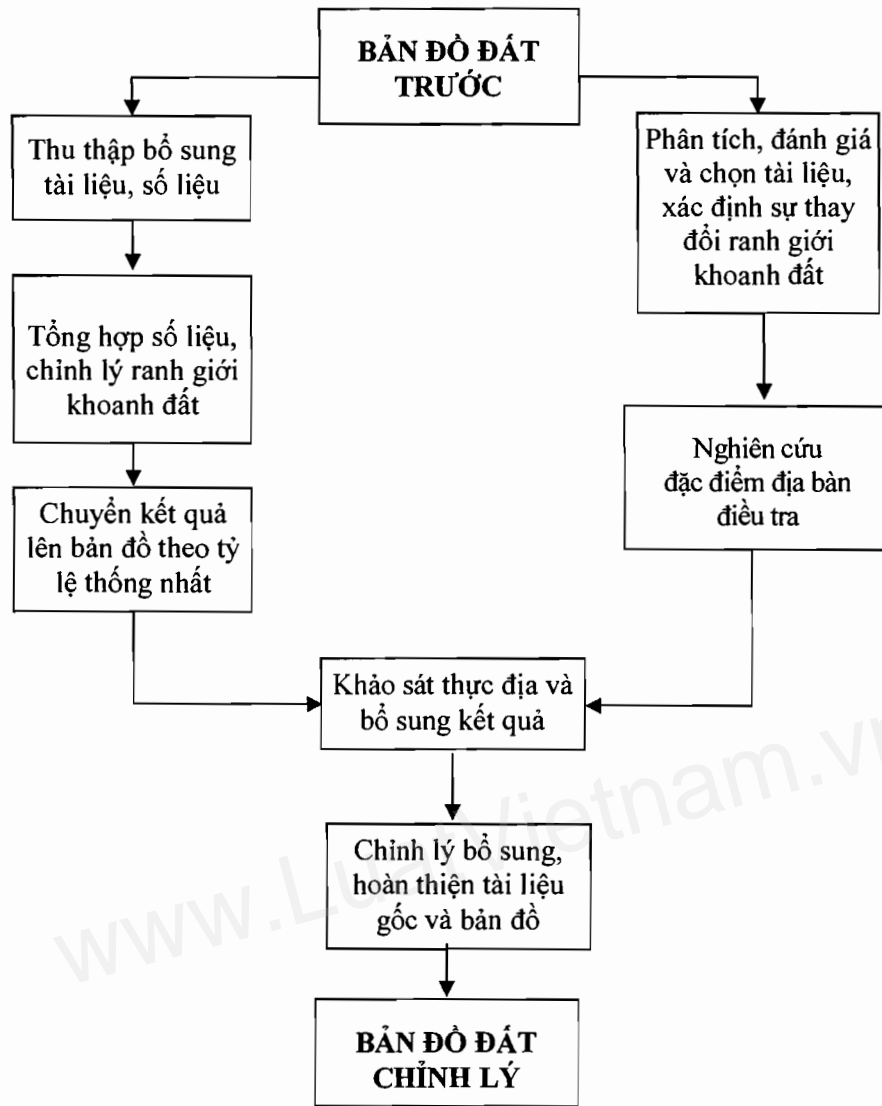 BẢN ĐỒ ĐẤT
TRƯỚC
Thu thập bổ sung
tài liệu, số liệu
Tổng hợp số liệu,
chỉnh lý ranh giới
khoanh đất
Chuyển kết quả
lên bản đồ theo tỷ
lệ thống nhất
Phân tích, đánh giá
và chọn tài liệu,
xác định sự thay
đổi ranh giới
khoanh đất
Nghiên cứu
đặc điểm địa bàn
điều tra
Khảo sát thực địa và
bổ sung kết quả
Chỉnh lý bổ sung,
hoàn thiện tài liệu
gốc và bản đồ
BẢN ĐỒ ĐẤT
CHỈNH LÝ
www.LuatVietnam.vn